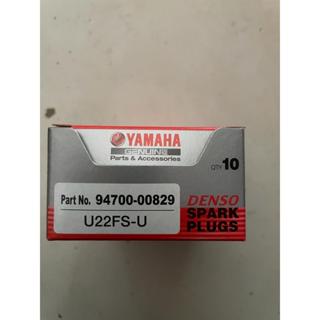 YAMAHA
GENUINE
Parts & Accessories
QTY 10
Part No. 94700-00829
U22FS-U
DENSO
SPARK
PLUGS